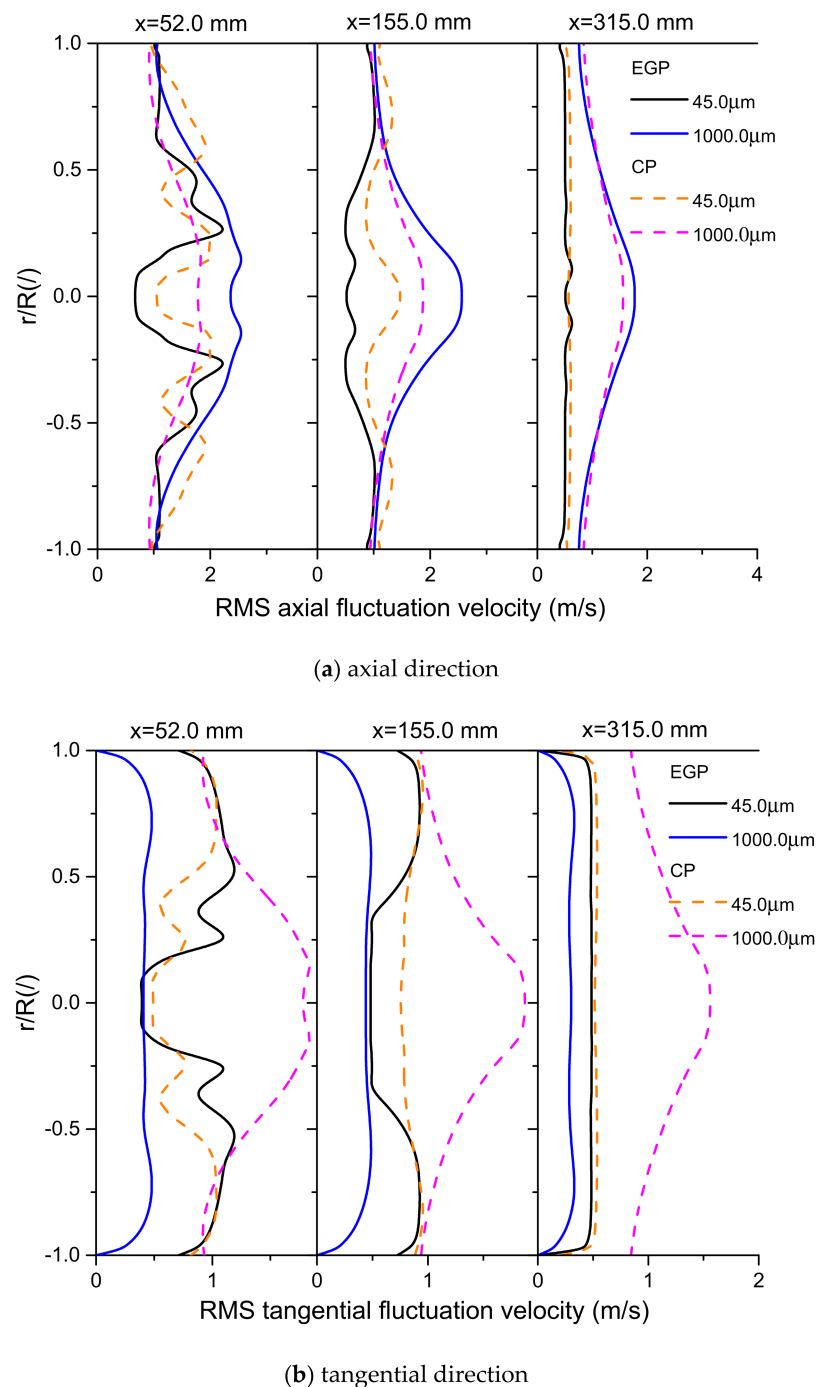 x=52.0 mm x=155.0 mm x=315.0 mm
1.0
0.5
0.0
-0.5
-1.0
r/R(/)
EGP
45.0μm
1000.0μm
CP
45.0μm
1000.0μm
0 2 0 2 0 2 4
RMS axial fluctuation velocity (m/s)
(a) axial direction
x=52.0 mm x=155.0 mm x=315.0 mm
1.0
0.5
0.0
-0.5
-1.0
r/R(/)
EGP
45.0μm
1000.0μm
CP
45.0μm
1000.0μm
0 1 0 1 0 1 2
RMS tangential fluctuation velocity (m/s)
(b) tangential direction